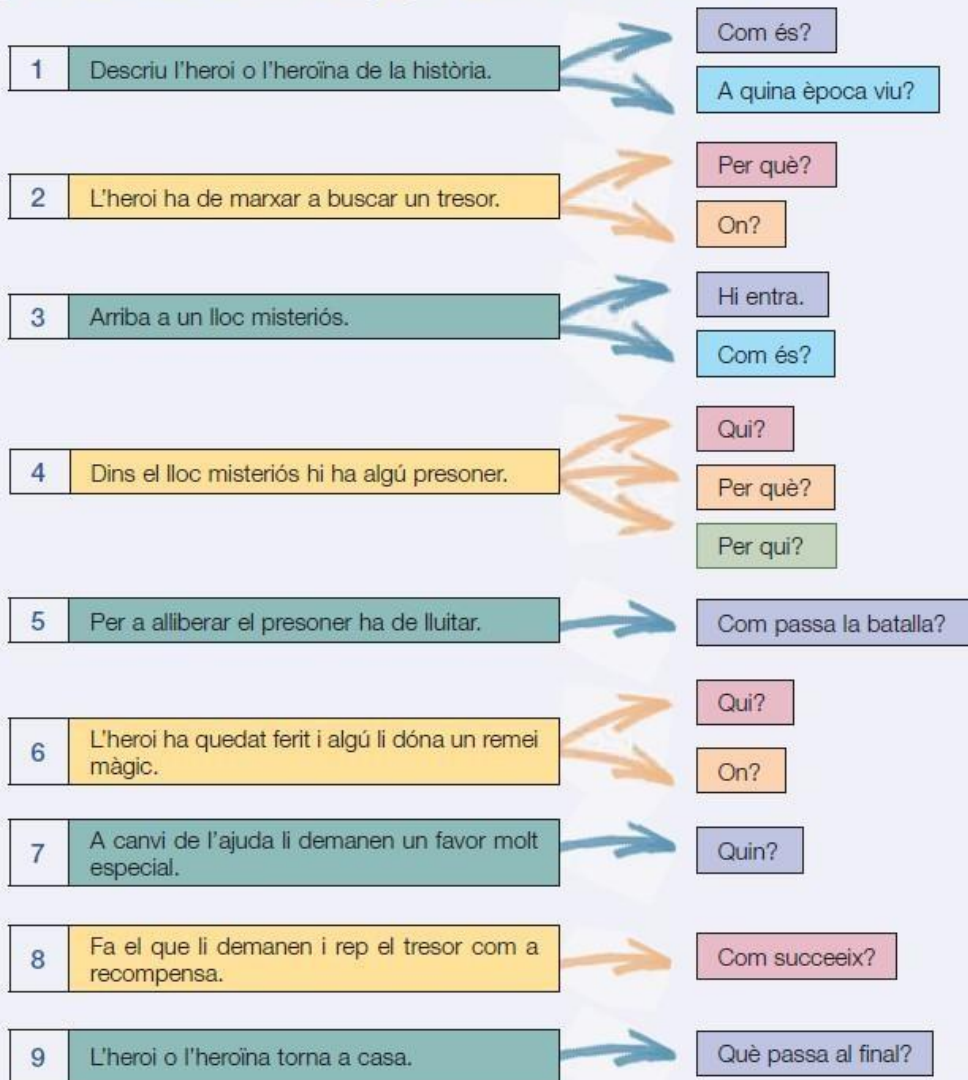 1 Descriu l'heroi o l'heroïna de la història.
Com és?
A quina època viu?
2 L'heroi ha de marxar a buscar un tresor.
Per què?
On?
3 Arriba a un lloc misteriós.
Hi entra.
Com és?
4 Dins el lloc misteriós hi ha algú presoner.
Qui?
Per què?
Per qui?
5 Per a alliberar el presoner ha de lluitar.
Com passa la batalla?
6 L'heroi ha quedat ferit i algú li dóna un remei
màgic.
Qui?
On?
7 A canvi de l'ajuda li demanen un favor molt
especial.
Quin?
8 Fa el que li demanen i rep el tresor com a
recompensa.
Com succeeix?
9 L'heroi o l'heroïna torna a casa.
Què passa al final?